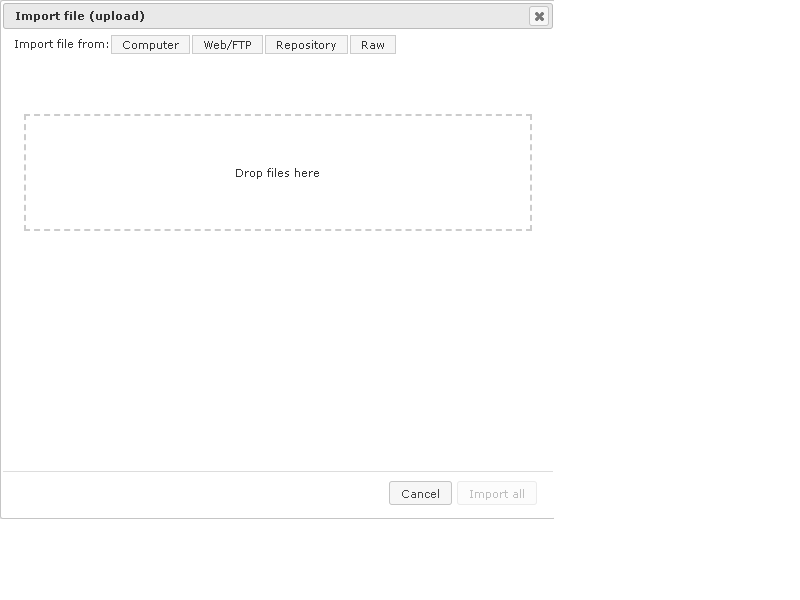 Import file (upload)
Import file from: Computer Web/FTP Repository Raw
Drop files here
Cancel Import all